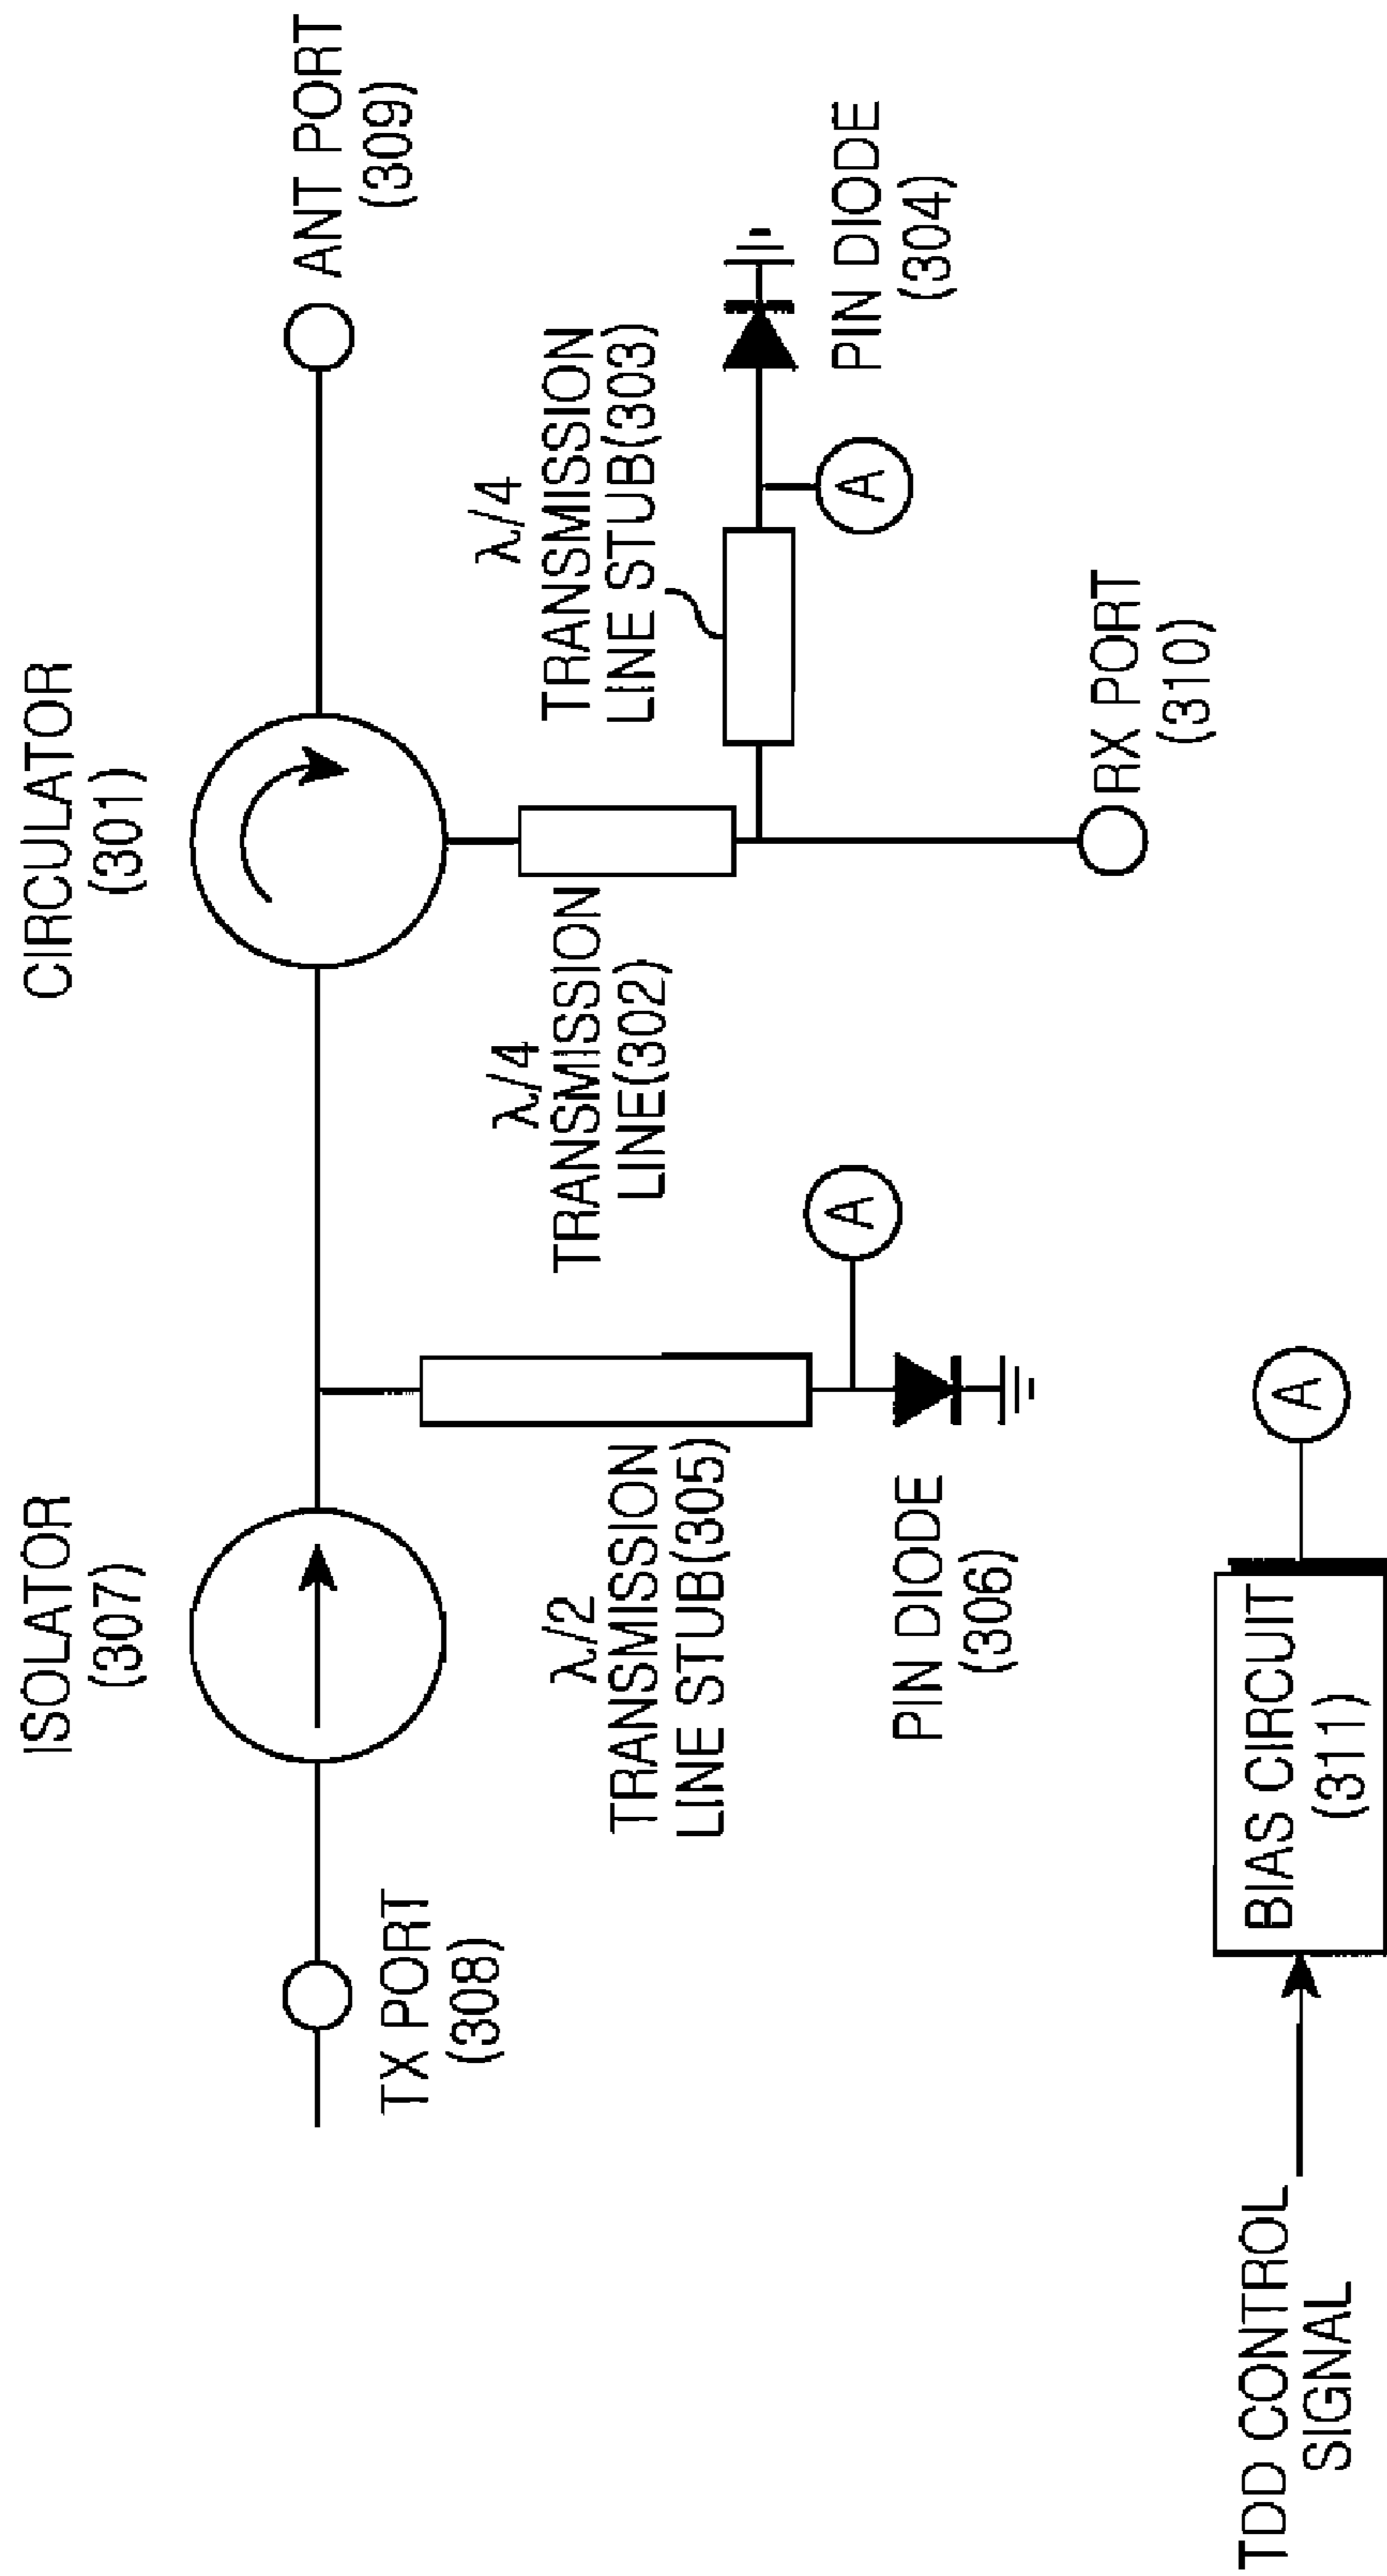 ISOLATOR
(307)
CIRCULATOR
(301)
TX PORT
(308)
ANT PORT
(309)
λ/2
TRANSMISSION
LINE STUB(305)
λ/4
TRANSMISSION
LINE(302)
λ/4
TRANSMISSION
LINE STUB(303)
A
A
PIN DIODE
(306)
PIN DIODE
(304)
RX PORT
(310)
TDD CONTROL
SIGNAL
BIAS CIRCUIT
(311)
A